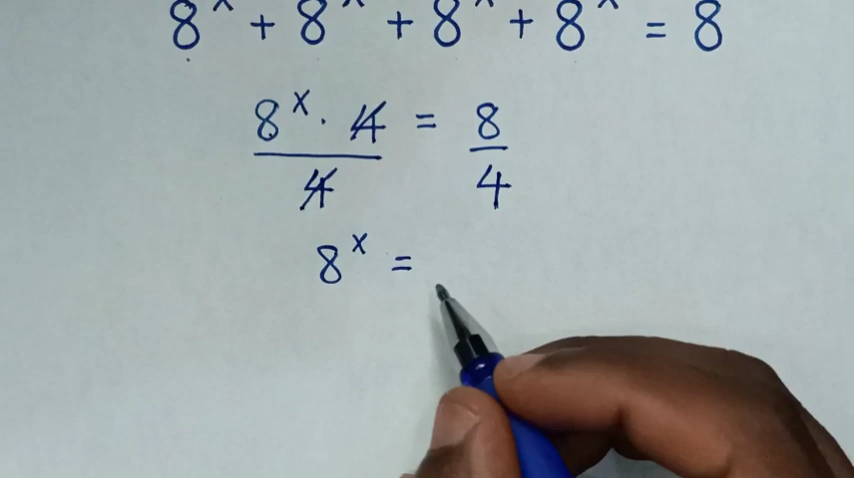 8^x + 8^x + 8^x + 8^x = 8
8^x · 4 = 8
4 4
8^x =